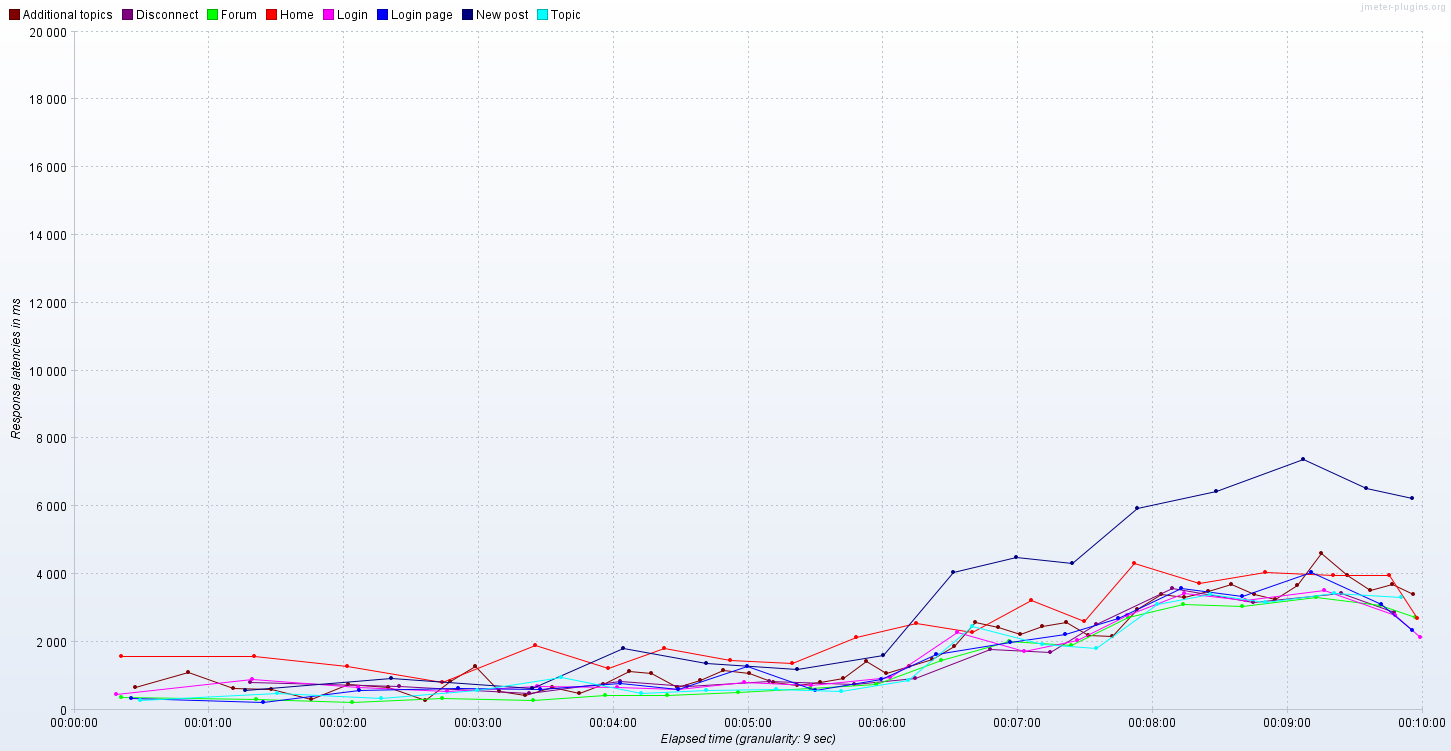 Additional topics Disconnect Forum Home Login Login page New post Topic
jmeter-plugins.org
20 000
18 000
16 000
14 000
12 000
10 000
8 000
6 000
4 000
2 000
0
Response latencies in ms
00:00:00 00:01:00 00:02:00 00:03:00 00:04:00 00:05:00 00:06:00 00:07:00 00:08:00 00:09:00 00:10:00
Elapsed time (granularity: 9 sec)